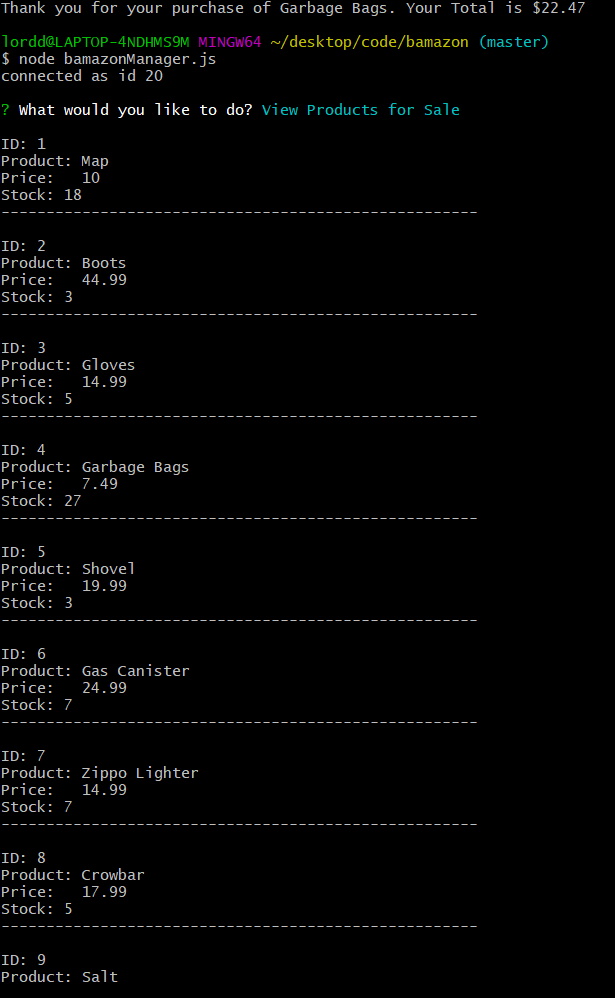 Thank you for your purchase of Garbage Bags. Your Total is $22.47
lordd@LAPTOP-4NDHMS9M MINGW64 ~/desktop/code/bamazon (master)
$ node bamazonManager.js
connected as id 20
? What would you like to do? View Products for Sale
ID: 1
Product: Map
Price:   10
Stock: 18
-----------------------------------------------------
ID: 2
Product: Boots
Price:   44.99
Stock: 3
-----------------------------------------------------
ID: 3
Product: Gloves
Price:   14.99
Stock: 5
-----------------------------------------------------
ID: 4
Product: Garbage Bags
Price:   7.49
Stock: 27
-----------------------------------------------------
ID: 5
Product: Shovel
Price:   19.99
Stock: 3
-----------------------------------------------------
ID: 6
Product: Gas Canister
Price:   24.99
Stock: 7
-----------------------------------------------------
ID: 7
Product: Zippo Lighter
Price:   14.99
Stock: 7
-----------------------------------------------------
ID: 8
Product: Crowbar
Price:   17.99
Stock: 5
-----------------------------------------------------
ID: 9
Product: Salt